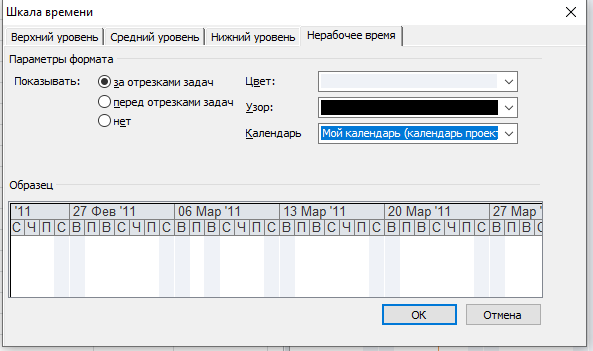 Шкала времени
Верхний уровень Средний уровень Нижний уровень Нерабочее время
Параметры формата
Показывать: за отрезками задач Цвет:
перед отрезками задач Узор:
нет Календарь Мой календарь (календарь проект
Образец
'11 27 Фев '11 06 Мар '11 13 Мар '11 20 Мар '11 27 Мар '
С Ч П С В П В С Ч П С В П В С Ч П С В П В С Ч П С В П В С Ч П С В П В С
ОК Отмена